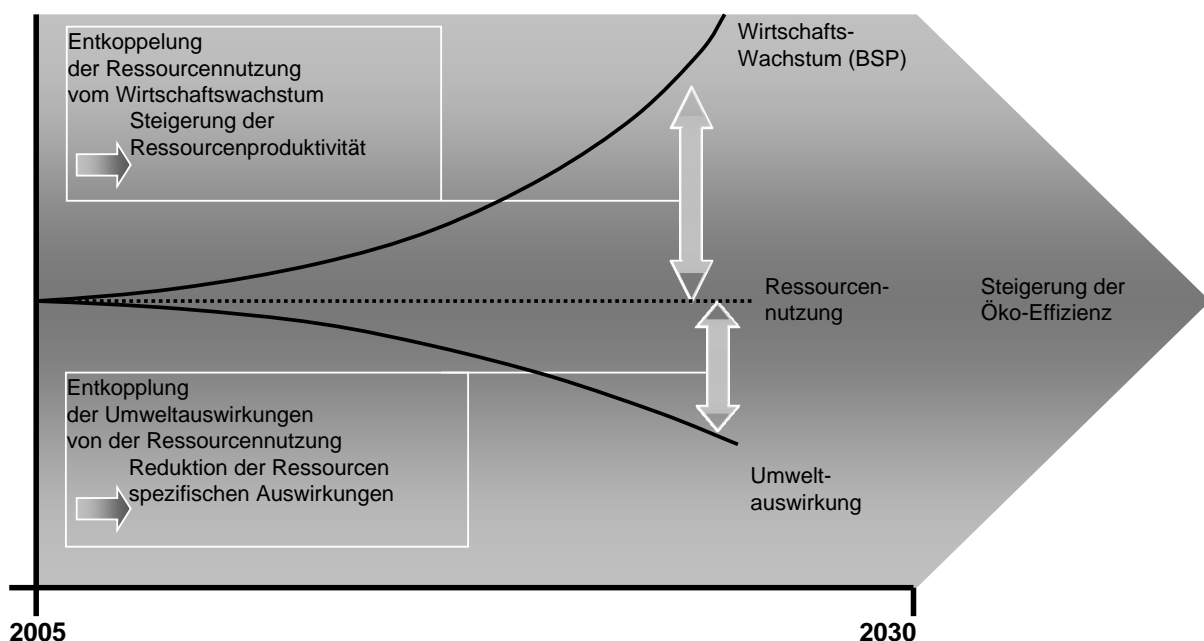 Entkoppelung
der Ressourcennutzung
vom Wirtschaftswachstum
Steigerung der
Ressourcenproduktivität
Wirtschafts-
Wachstum (BSP)
Ressourcen-
nutzung
Steigerung der
Öko-Effizienz
Entkopplung
der Umweltauswirkungen
von der Ressourcennutzung
Reduktion der Ressourcen
spezifischen Auswirkungen
Umwelt-
auswirkung
2005
2030